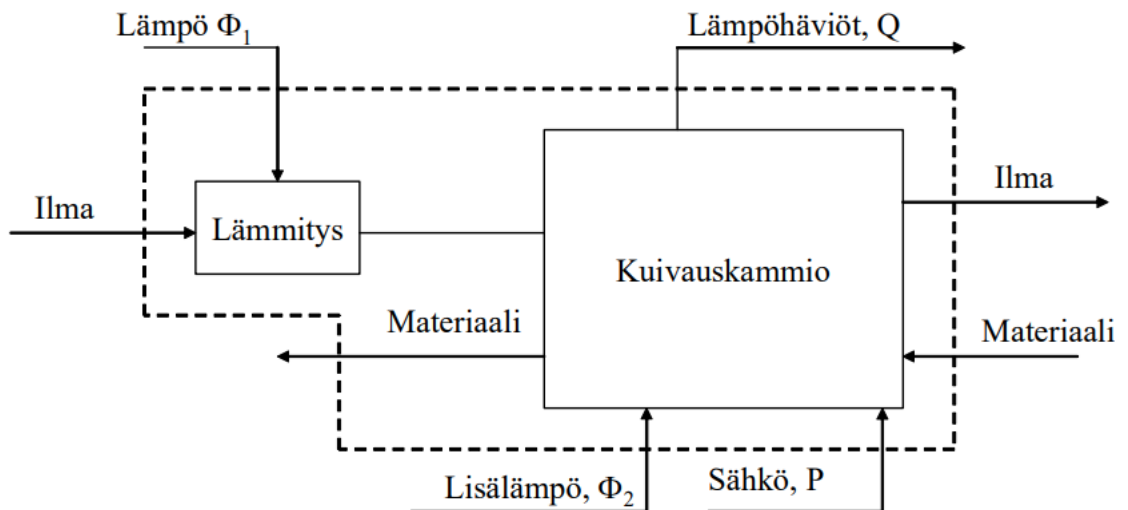 Lämpö Φ₁
Lämpöhäviöt, Q
Ilma
Ilma
Lämmitys
Kuivauskammio
Materiaali
Materiaali
Lisälämpö, Φ₂
Sähkö, P